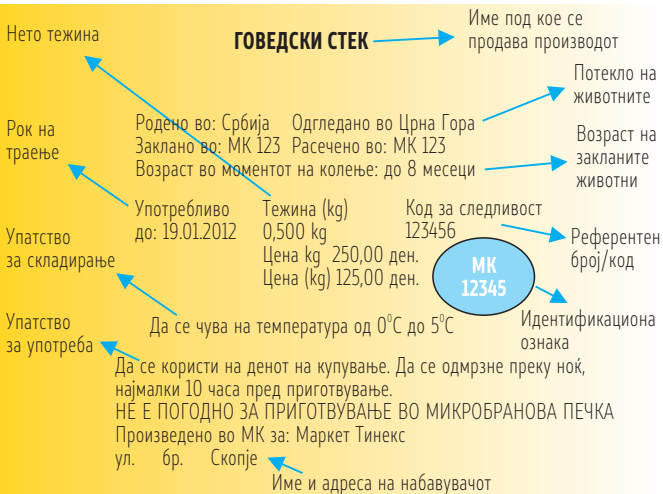 Нето тежина
ГОВЕДСКИ СТЕК
Име под кое се
продава производот
Потекло на
животните
Рок на
траење
Родено во: Србија Одгледано во Црна Гора
Заклано во: МК 123 Расечено во: МК 123
Возраст во моментот на колење: до 8 месеци
Возраст на
закланите
животни
Употребливо
до: 19.01.2012
Тежина (kg)
0,500 kg
Цена kg 250,00 ден.
Цена (kg) 125,00 ден.
Код за следливост
123456
Референтен
број/код
МК
12345
Упатство
за складирање
Да се чува на температура од 0°C до 5°C
Идентификациона
ознака
Упатство
за употреба
Да се користи на денот на купување. Да се одмрзне преку ноќ,
најмалки 10 часа пред приготвување.
НЕ Е ПОГОДНО ЗА ПРИГОТВУВАЊЕ ВО МИКРОБРАНОВА ПЕЧКА
Произведено во МК за: Маркет Тинекс
ул. бр. Скопје
Име и адреса на набавувачот